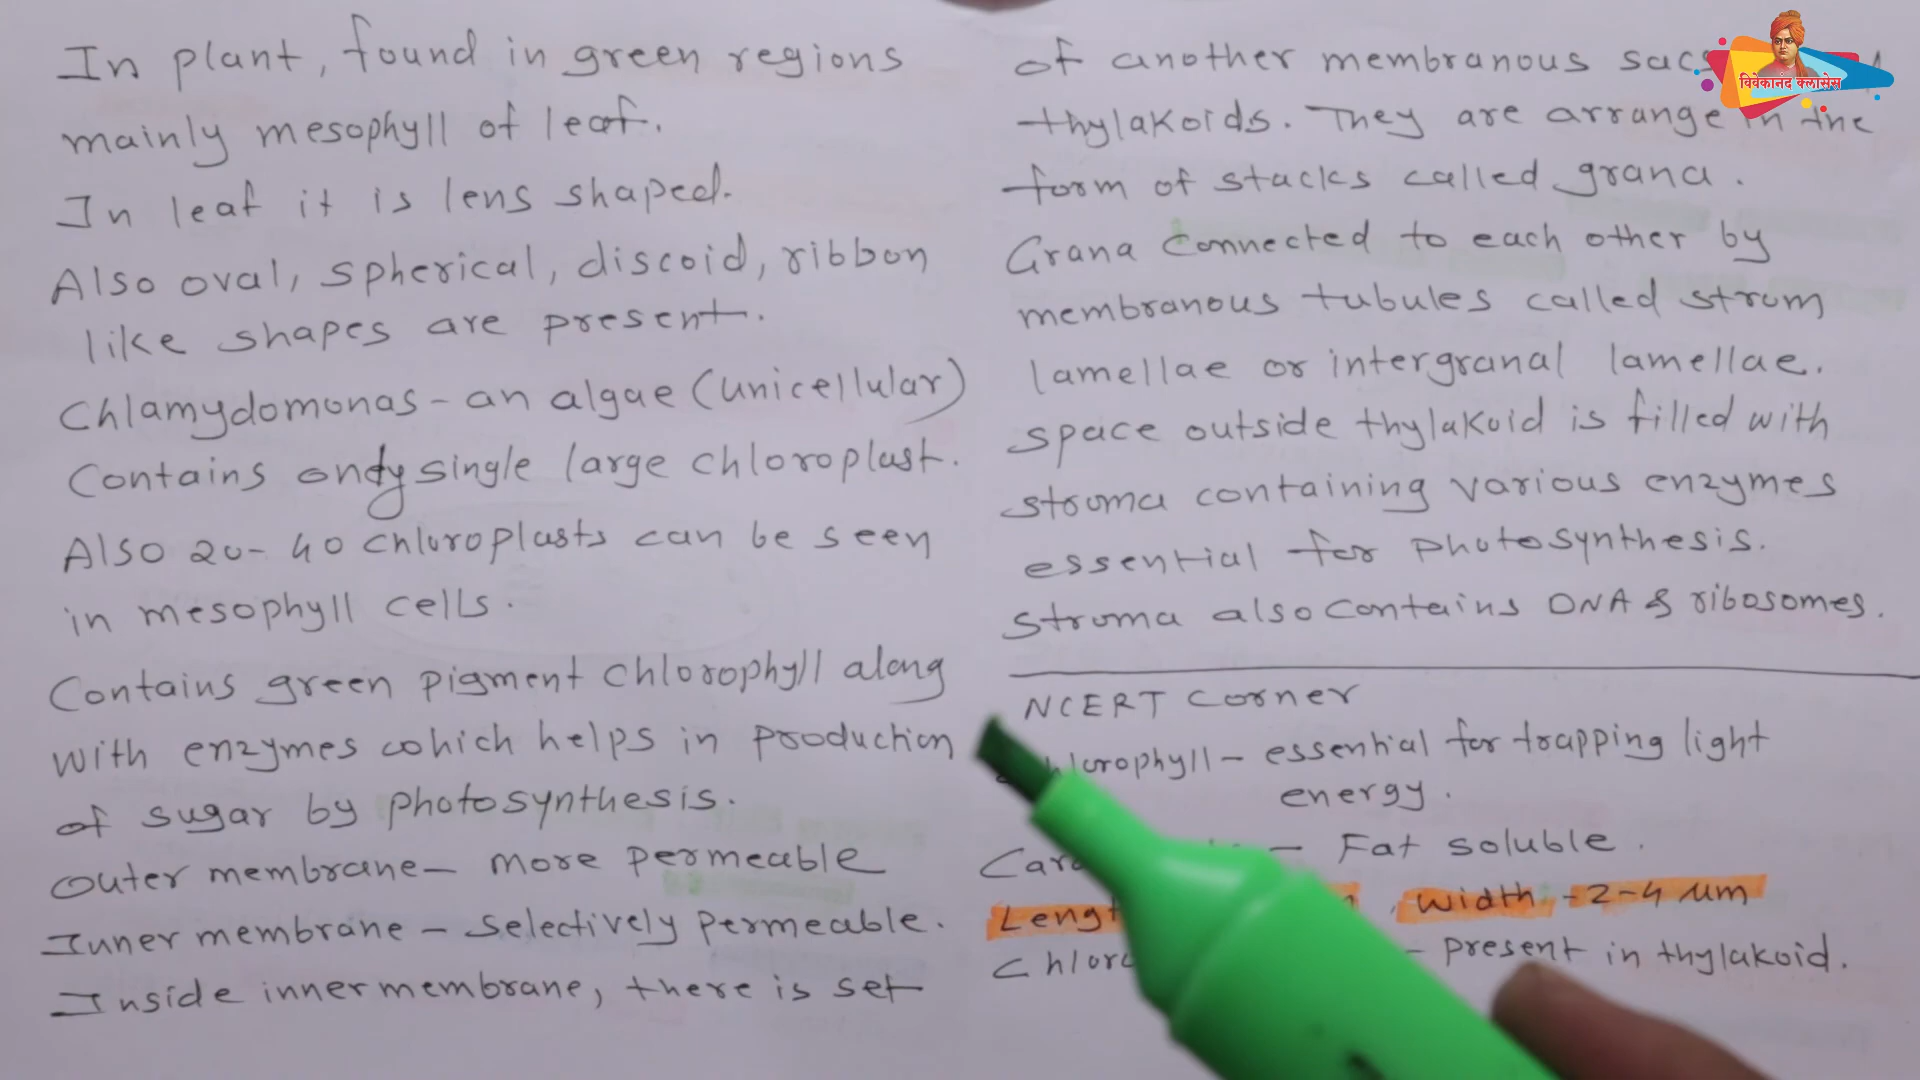 In plant, found in green regions
mainly mesophyll of leaf.
In leaf it is lens shaped.
Also oval, spherical, discoid, ribbon
like shapes are present.
Chlamydomonas - an algae (unicellular)
Contains only single large chloroplast.
Also 20-40 chloroplasts can be seen
in mesophyll cells.
Contains green pigment chlorophyll along
with enzymes which helps in production
of sugar by photosynthesis.
Outer membrane - more permeable
Inner membrane - selectively permeable.
Inside inner membrane, there is set
of another membranous sacs
thylakoids. They are arrange in the
form of stacks called grana.
Grana connected to each other by
membranous tubules called strom
lamellae or intergranal lamellae.
space outside thylakoid is filled with
stroma containing various enzymes
essential for photosynthesis.
stroma also contains DNA & ribosomes.
NCERT Corner
chlorophyll - essential for trapping light
energy.
- Fat soluble.
, width - 2-4 μm
- present in thylakoid.
विवेकानंद क्लासेस